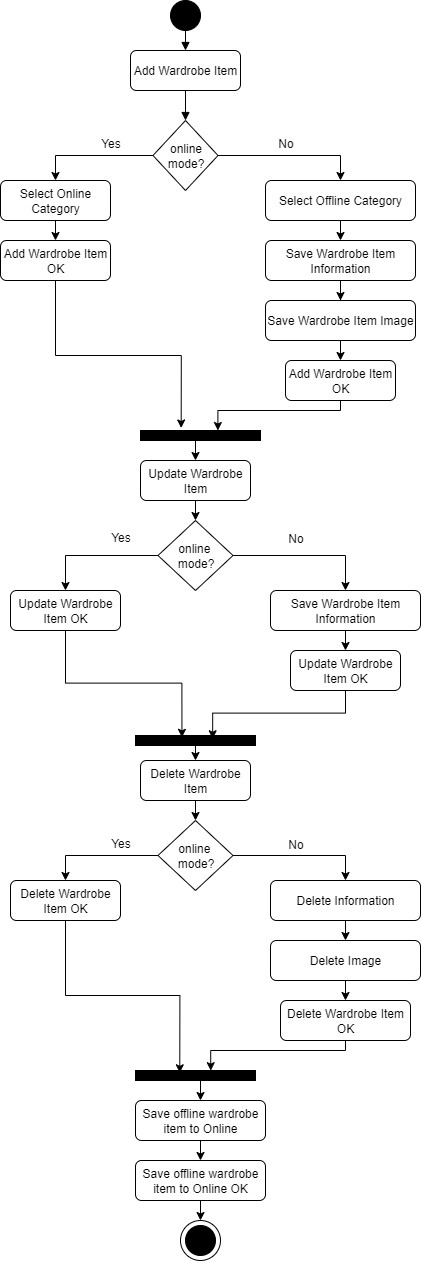 Add Wardrobe Item
online
mode?
Yes
No
Select Online
Category
Select Offline Category
Add Wardrobe Item
OK
Save Wardrobe Item
Information
Save Wardrobe Item Image
Add Wardrobe Item
OK
Update Wardrobe
Item
online
mode?
Yes
No
Update Wardrobe
Item OK
Save Wardrobe Item
Information
Update Wardrobe
Item OK
Delete Wardrobe
Item
online
mode?
Yes
No
Delete Wardrobe
Item OK
Delete Information
Delete Image
Delete Wardrobe Item
OK
Save offline wardrobe
item to Online
Save offline wardrobe
item to Online OK